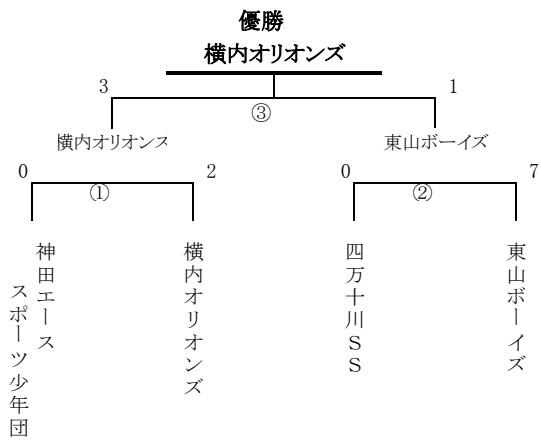 優勝
横内オリオンズ
3
1
③
横内オリオンス
東山ボーイズ
0
2
0
7
①
②
神田エース
スポーツ少年団
横内オリオンズ
四万十川ＳＳ
東山ボーイズ